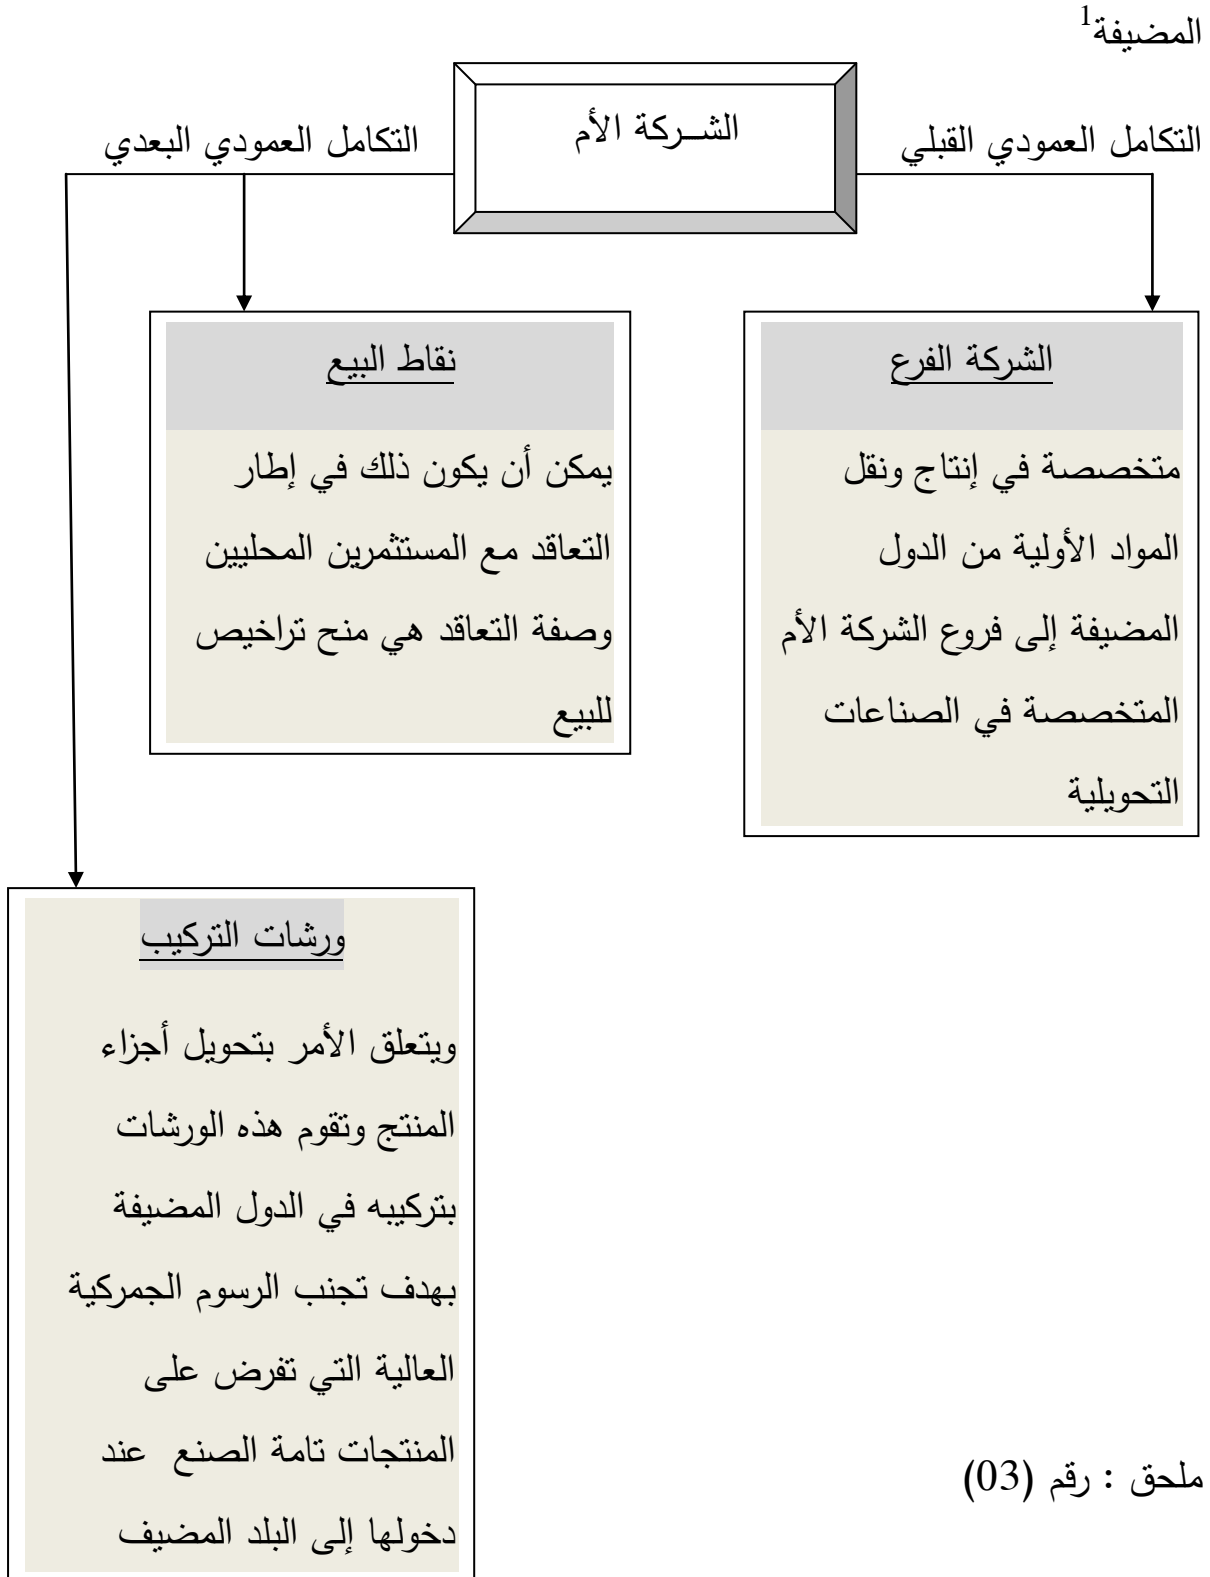 المضيفة1
الشــركة الأم
التكامل العمودي القبلي
التكامل العمودي البعدي
الشركة الفرع
متخصصة في إنتاج ونقل
المواد الأولية من الدول
المضيفة إلى فروع الشركة الأم
المتخصصة في الصناعات
التحويلية
نقاط البيع
يمكن أن يكون ذلك في إطار
التعاقد مع المستثمرين المحليين
وصفة التعاقد هي منح تراخيص
للبيع
ورشات التركيب
ويتعلق الأمر بتحويل أجزاء
المنتج وتقوم هذه الورشات
بتركيبه في الدول المضيفة
بهدف تجنب الرسوم الجمركية
العالية التي تفرض على
المنتجات تامة الصنع عند
دخولها إلى البلد المضيف
ملحق : رقم (03)